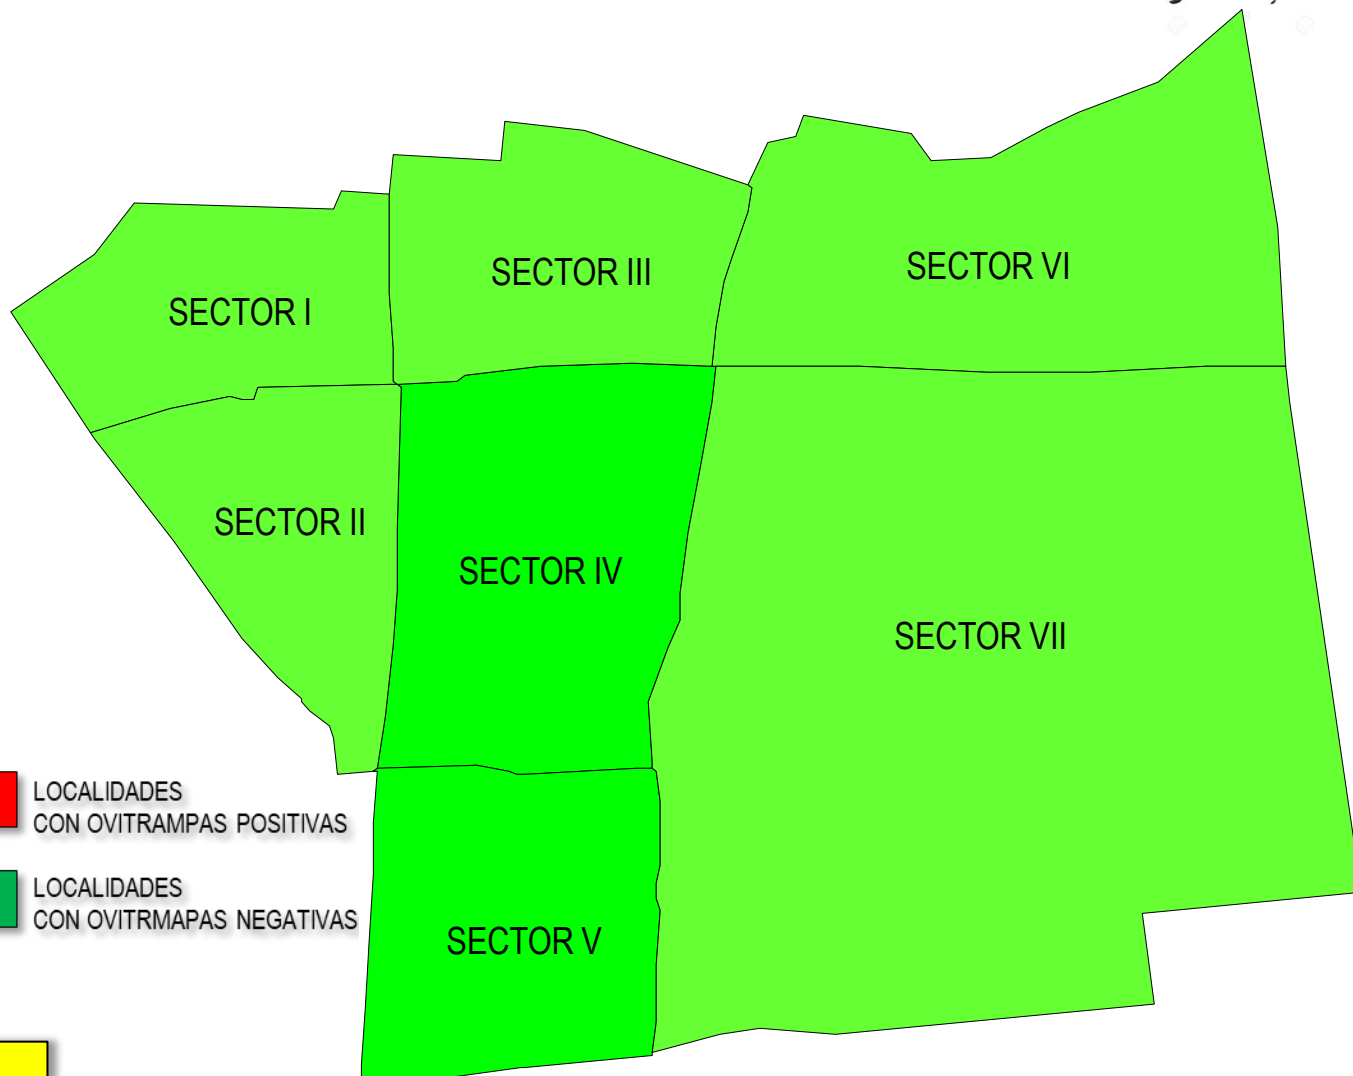 SECTOR VI
SECTOR III
SECTOR I
SECTOR II
SECTOR IV
SECTOR VII
LOCALIDADES
CON OVITRAMPAS POSITIVAS
LOCALIDADES
CON OVITRMAPAS NEGATIVAS
SECTOR V